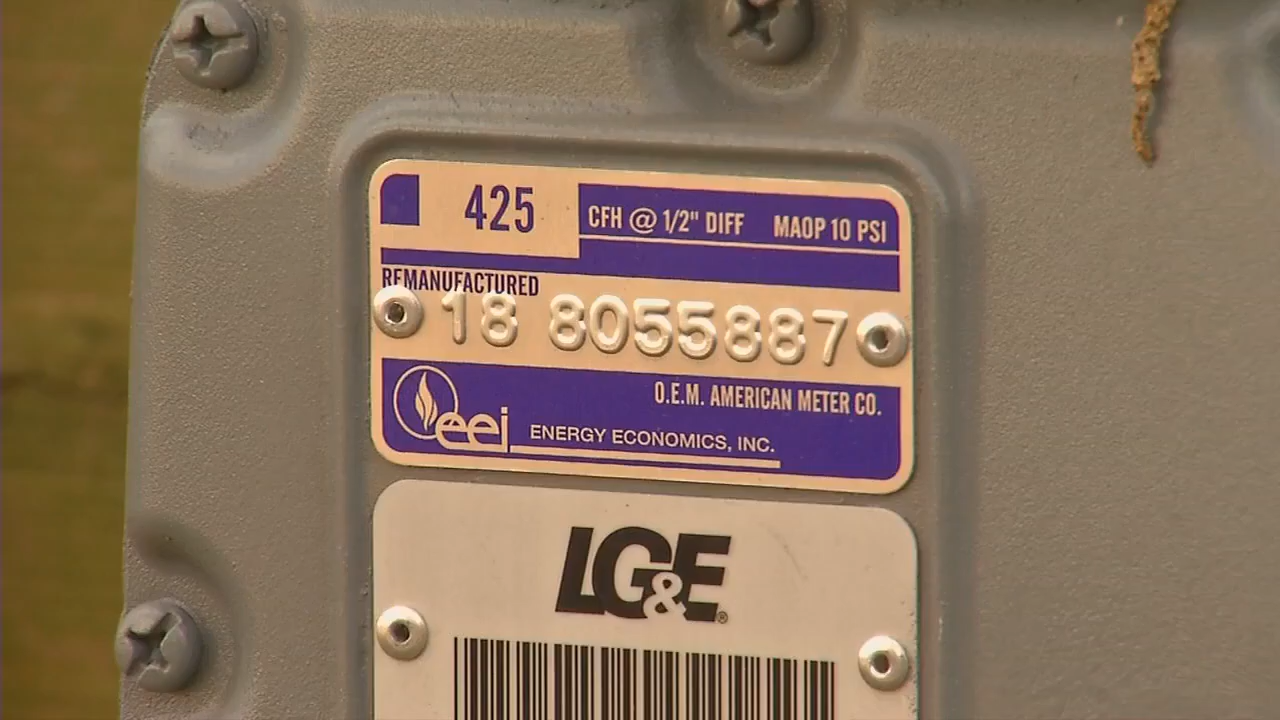 425
CFH @ 1/2" DIFF MAOP 10 PSI
REMANUFACTURED
18 8055887
O.E.M. AMERICAN METER CO.
eei ENERGY ECONOMICS, INC.
LG&E®